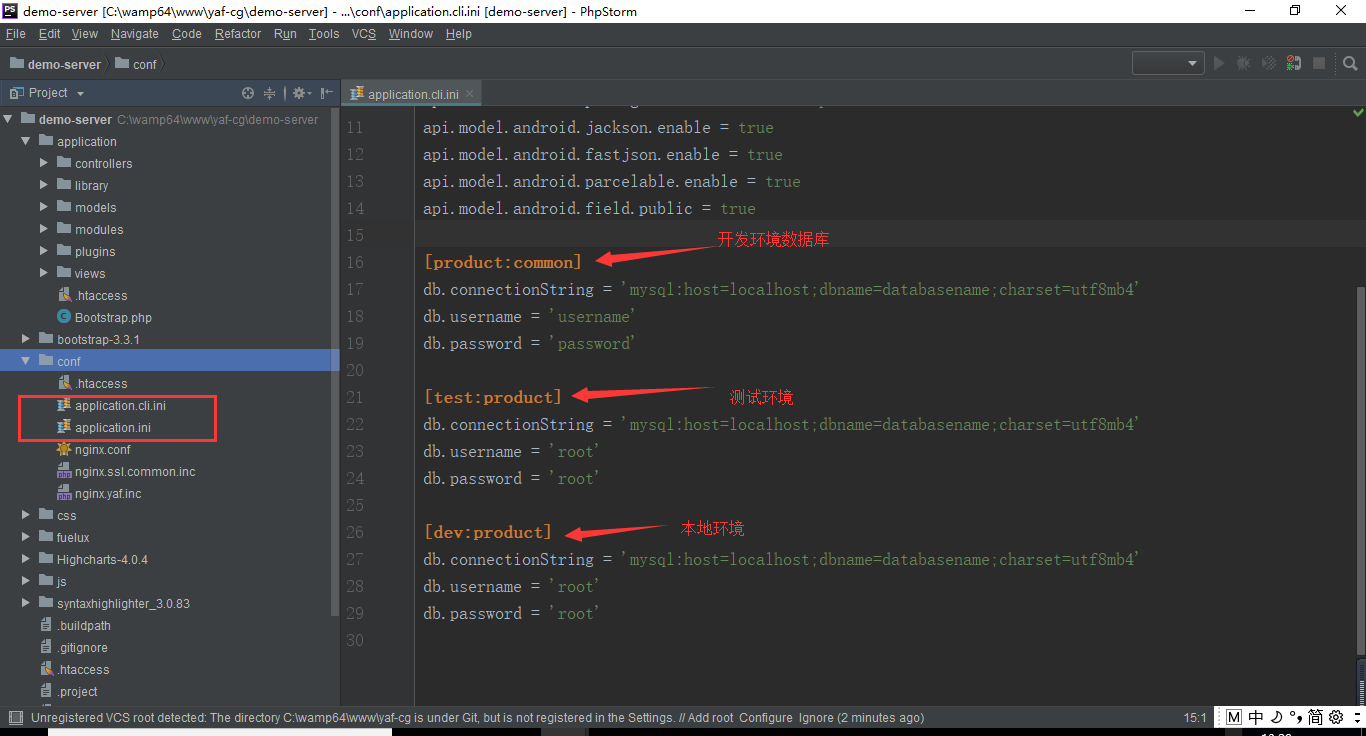 demo-server [C:\wamp64\www\yaf-cg\demo-server] - ...\conf\application.cli.ini [demo-server] - PhpStorm
File Edit View Navigate Code Refactor Run Tools VCS Window Help
demo-server conf
Project
application.cli.ini
demo-server C:\wamp64\www\yaf-cg\demo-server
application
controllers
library
models
modules
plugins
views
.htaccess
Bootstrap.php
bootstrap-3.3.1
conf
.htaccess
application.cli.ini
application.ini
nginx.conf
nginx.ssl.common.inc
nginx.yaf.inc
css
fuelux
Highcharts-4.0.4
js
syntaxhighlighter_3.0.83
.buildpath
.gitignore
.htaccess
.project
11 api.model.android.jackson.enable = true
12 api.model.android.fastjson.enable = true
13 api.model.android.parcelable.enable = true
14 api.model.android.field.public = true
15
开发环境数据库
16 [product:common]
17 db.connectionString = 'mysql:host=localhost;dbname=databasename;charset=utf8mb4'
18 db.username = 'username'
19 db.password = 'password'
20
21 [test:product] 测试环境
22 db.connectionString = 'mysql:host=localhost;dbname=databasename;charset=utf8mb4'
23 db.username = 'root'
24 db.password = 'root'
25
26 [dev:product] 本地环境
27 db.connectionString = 'mysql:host=localhost;dbname=databasename;charset=utf8mb4'
28 db.username = 'root'
29 db.password = 'root'
30
Unregistered VCS root detected: The directory C:\wamp64\www\yaf-cg is under Git, but is not registered in the Settings. // Add root Configure Ignore (2 minutes ago)
15:1
M 中 简